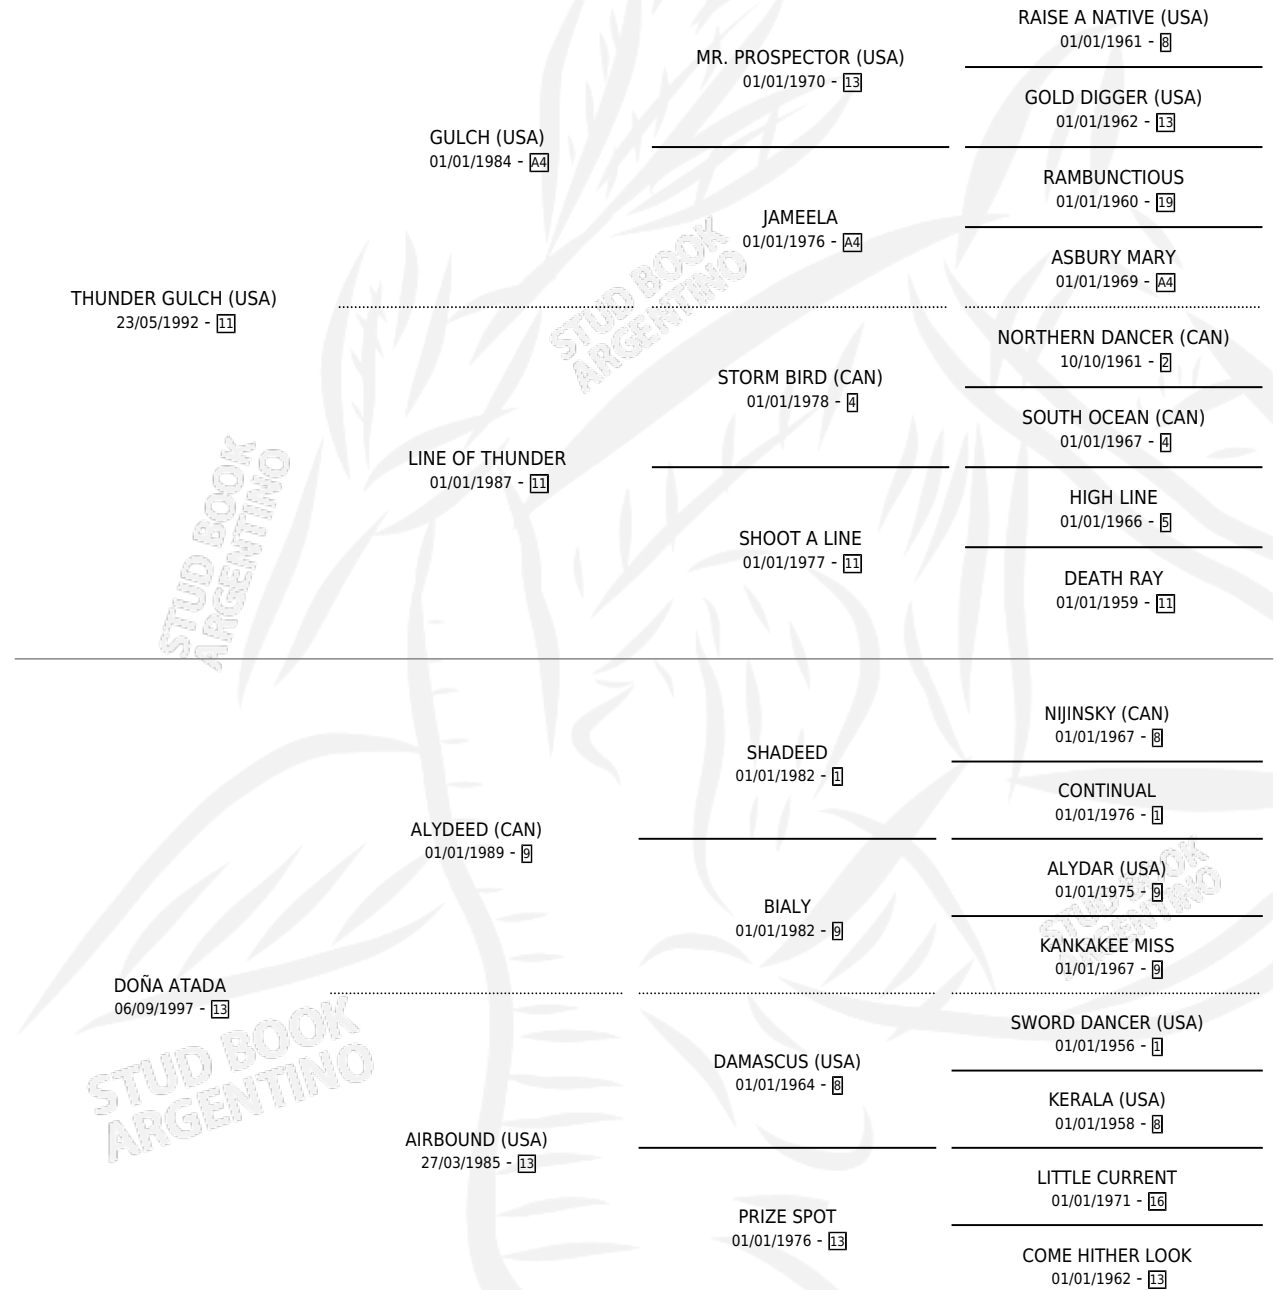 RAISE A NATIVE (USA)
01/01/1961 - 8
MR. PROSPECTOR (USA)
01/01/1970 - 13
GOLD DIGGER (USA)
01/01/1962 - 13
GULCH (USA)
01/01/1984 - A4
RAMBUNCTIOUS
01/01/1960 - 19
JAMEELA
01/01/1976 - A4
ASBURY MARY
01/01/1969 - A4
THUNDER GULCH (USA)
23/05/1992 - 11
NORTHERN DANCER (CAN)
10/10/1961 - 2
STORM BIRD (CAN)
01/01/1978 - 4
SOUTH OCEAN (CAN)
01/01/1967 - 4
LINE OF THUNDER
01/01/1987 - 11
HIGH LINE
01/01/1966 - 5
SHOOT A LINE
01/01/1977 - 11
DEATH RAY
01/01/1959 - 11
STUD BOOK
ARGENTINO
STUD BOOK
ARGENTINO
NIJINSKY (CAN)
01/01/1967 - 8
SHADEED
01/01/1982 - 1
CONTINUAL
01/01/1976 - 1
ALYDEED (CAN)
01/01/1989 - 9
ALYDAR (USA)
01/01/1975 - 9
BIALY
01/01/1982 - 9
KANKAKEE MISS
01/01/1967 - 9
DOÑA ATADA
06/09/1997 - 13
SWORD DANCER (USA)
01/01/1956 - 1
DAMASCUS (USA)
01/01/1964 - 8
KERALA (USA)
01/01/1958 - 8
AIRBOUND (USA)
27/03/1985 - 13
LITTLE CURRENT
01/01/1971 - 16
PRIZE SPOT
01/01/1976 - 13
COME HITHER LOOK
01/01/1962 - 13
STUD BOOK
ARGENTINO
STUD BOOK
ARGENTINO